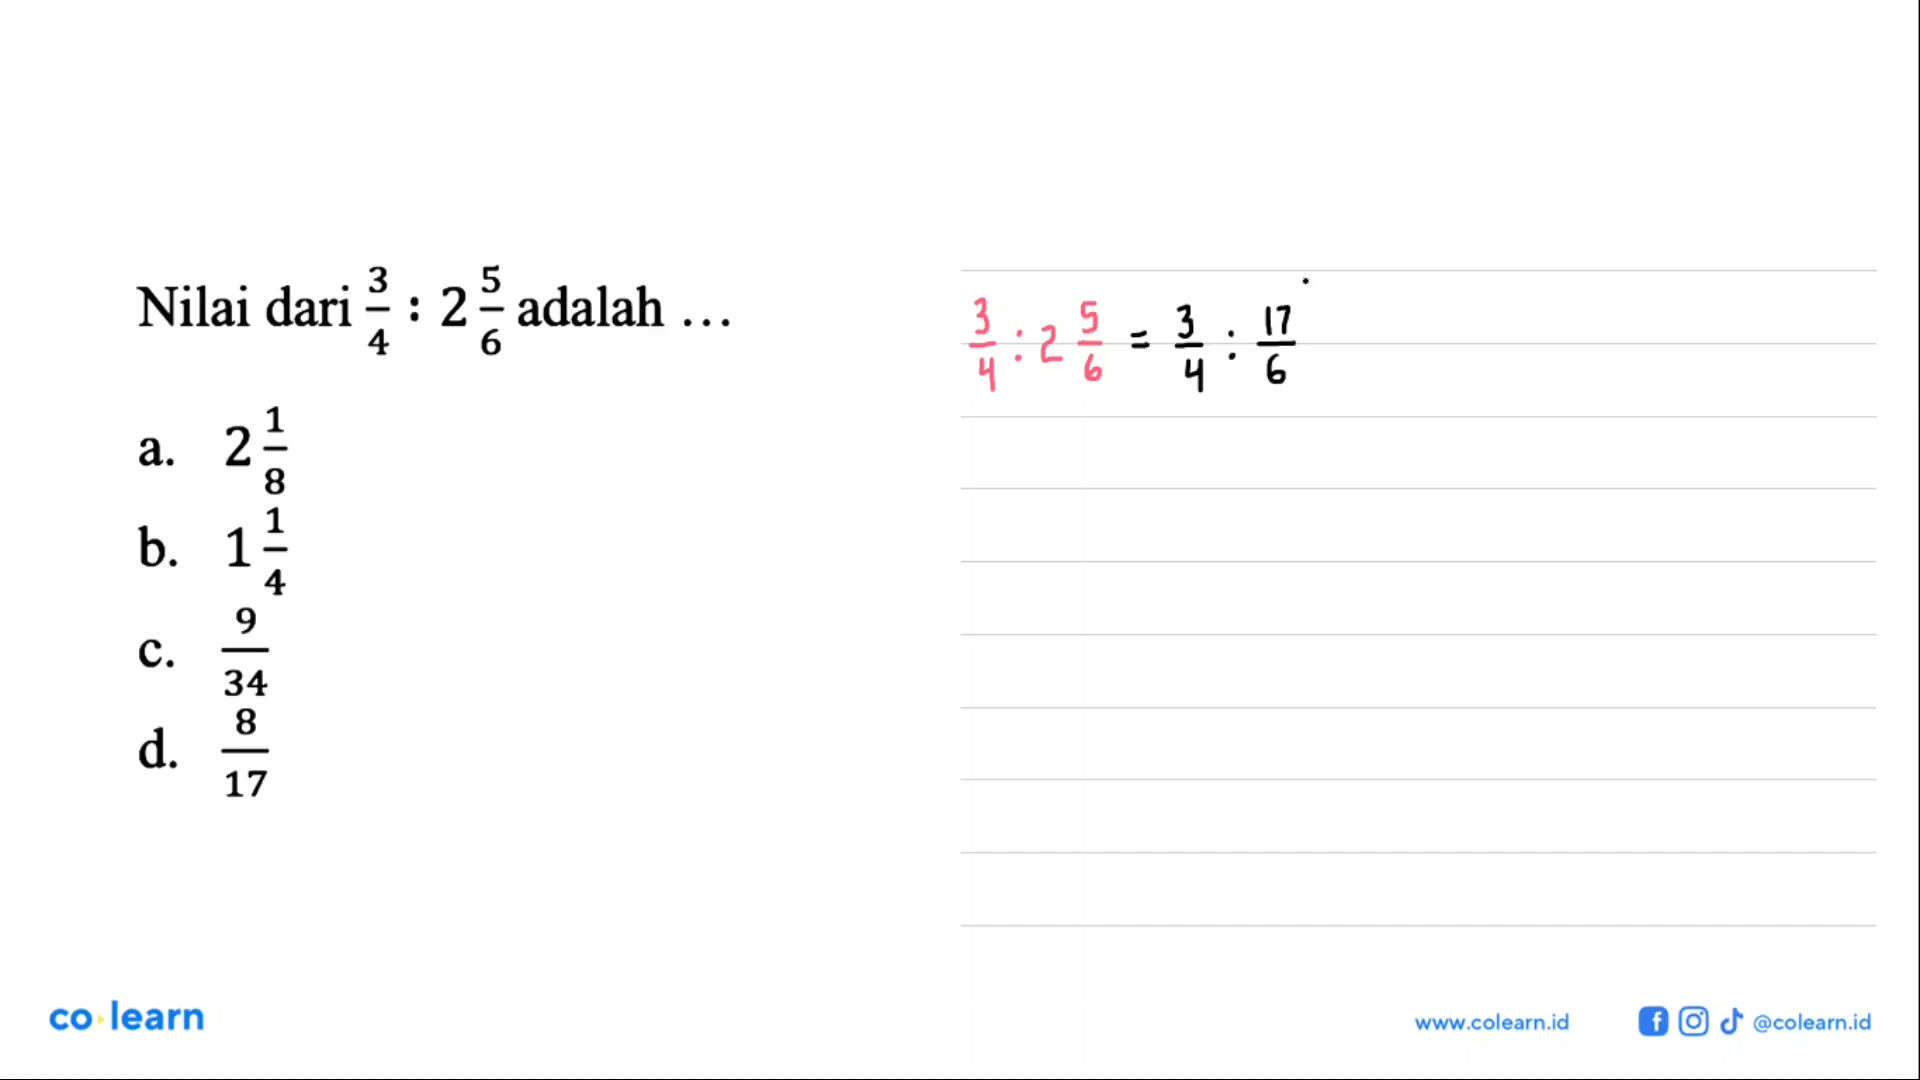 Nilai dari 3/4 : 2 5/6 adalah ...
a. 2 1/8
b. 1 1/4
c. 9/34
d. 8/17
3/4 : 2 5/6 = 3/4 : 17/6
co learn
www.colearn.id
@colearn.id